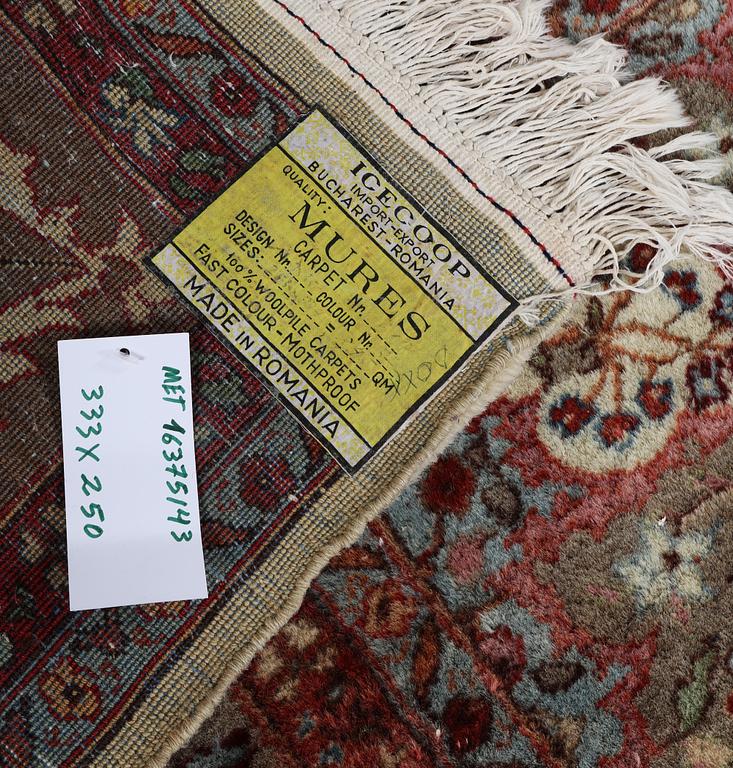 ICECOOP
IMPORT-EXPORT
BUCHAREST-ROMANIA
QUALITY:
MURES
CARPET Nr.
DESIGN Nr. COLOUR Nr.
SIZES: = QM
100% WOOLPILE CARPETS
FAST COLOUR - MOTHPROOF
MADE IN ROMANIA
MET 16375143
333 X 250